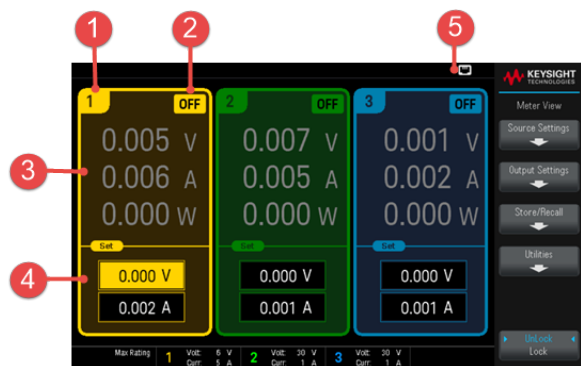 1
2
5
KEYSIGHT
TECHNOLOGIES
1 OFF
2 OFF
3 OFF
Meter View
Source Settings
0.005 V
0.007 V
0.001 V
3
0.006 A
0.005 A
0.002 A
Output Settings
0.000 W
0.000 W
0.000 W
Store/Recall
Set
Set
Set
Utilities
4
0.000 V
0.000 V
0.000 V
0.002 A
0.001 A
0.001 A
UnLock
Lock
Max Rating 1 Volt: 6 V 2 Volt: 30 V 3 Volt: 30 V
Curr: 5 A Curr: 1 A Curr: 1 A